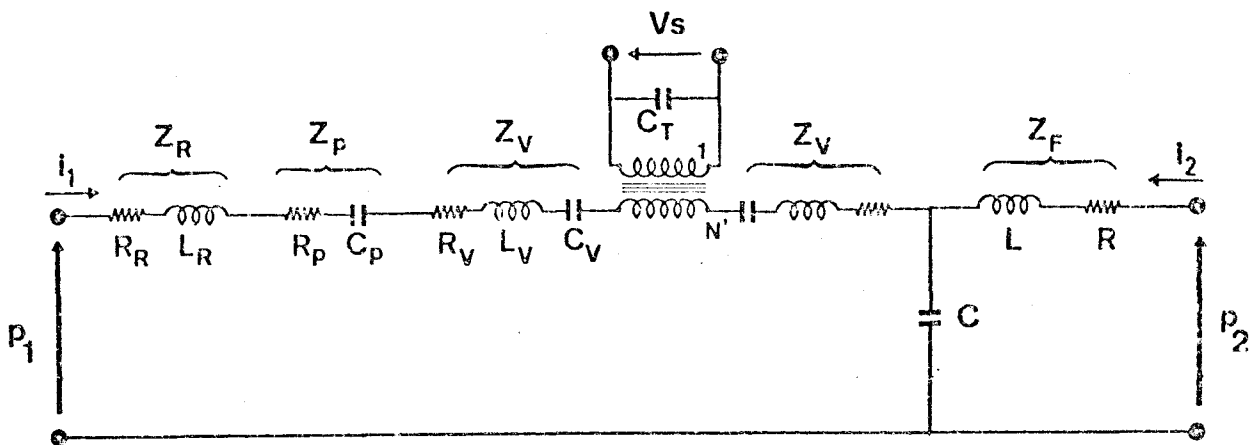 Vs
C_T
1
N'
Z_R
Z_p
Z_V
Z_V
Z_F
i_1
i_2
R_R
L_R
R_p
C_p
R_V
L_V
C_V
L
R
C
p_1
p_2